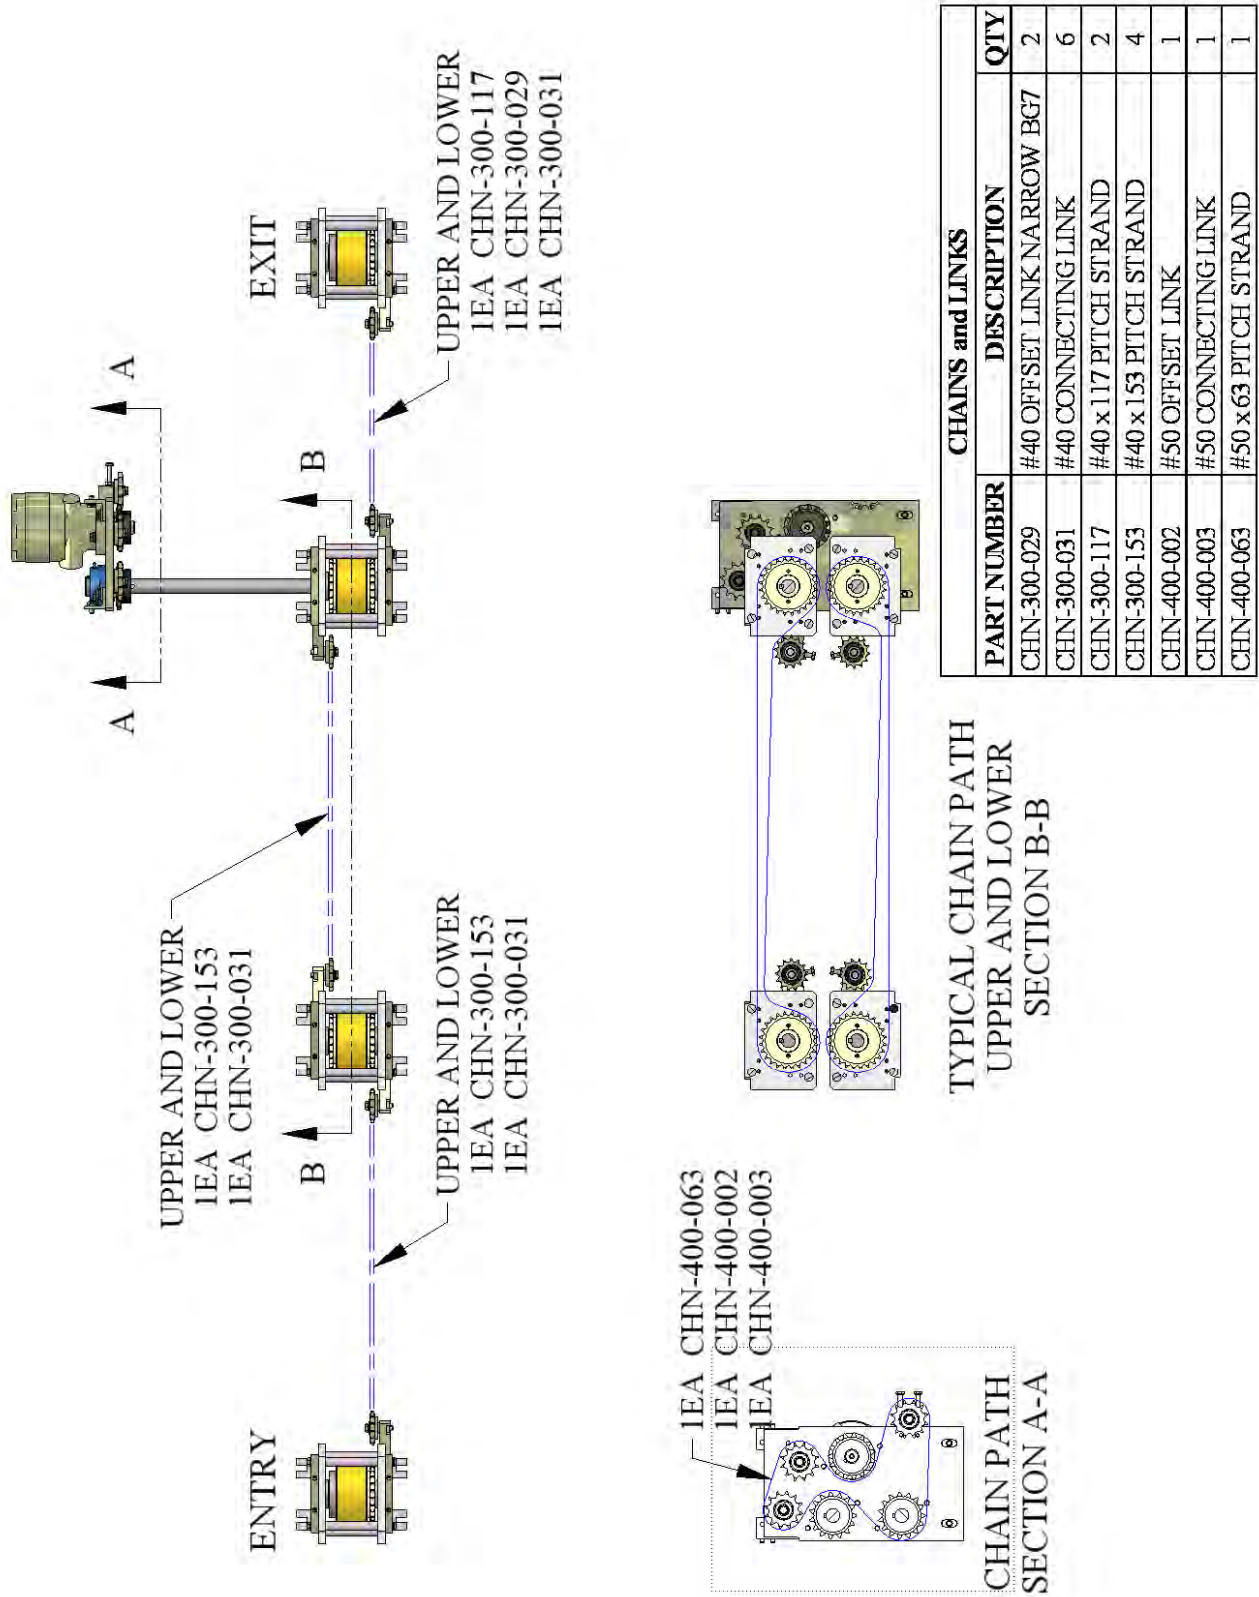 A
A
EXIT
UPPER AND LOWER
1EA CHN-300-117
1EA CHN-300-029
1EA CHN-300-031
B
UPPER AND LOWER
1EA CHN-300-153
1EA CHN-300-031
B
UPPER AND LOWER
1EA CHN-300-153
1EA CHN-300-031
ENTRY
1EA CHN-400-063
1EA CHN-400-002
1EA CHN-400-003
CHAIN PATH
SECTION A-A
TYPICAL CHAIN PATH
UPPER AND LOWER
SECTION B-B
CHAINS and LINKS
PART NUMBER DESCRIPTION QTY
CHN-300-029 #40 OFFSET LINK NARROW BG7 2
CHN-300-031 #40 CONNECTING LINK 6
CHN-300-117 #40 x 117 PITCH STRAND 2
CHN-300-153 #40 x 153 PITCH STRAND 4
CHN-400-002 #50 OFFSET LINK 1
CHN-400-003 #50 CONNECTING LINK 1
CHN-400-063 #50 x 63 PITCH STRAND 1